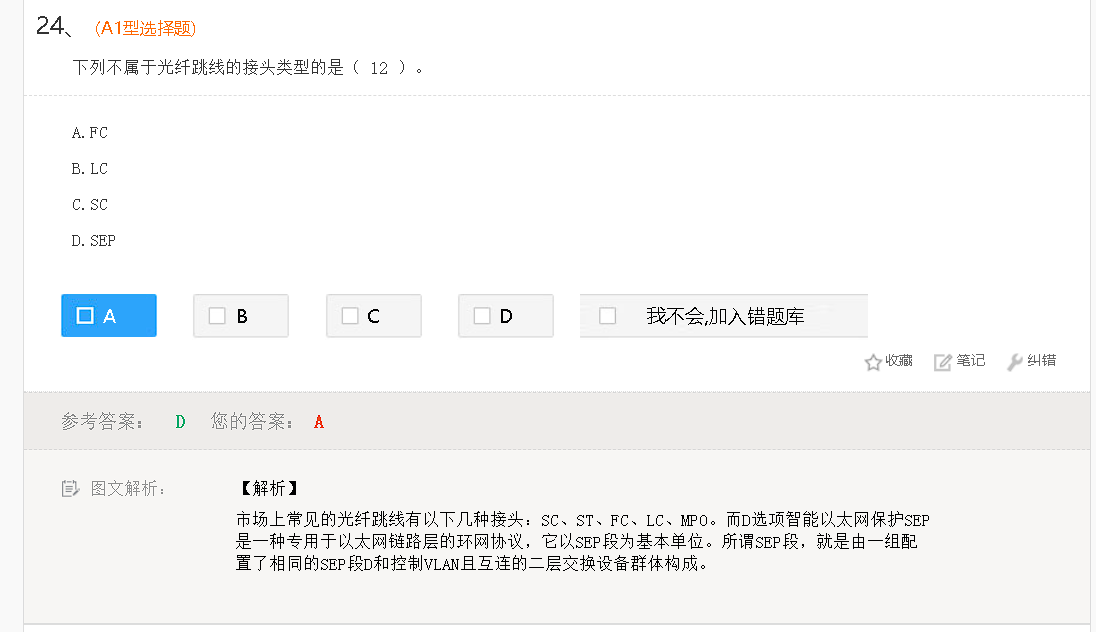 24、 (A1型选择题)
下列不属于光纤跳线的接头类型的是（ 12 ）。
A.FC
B.LC
C.SC
D.SEP
A B C D 我不会,加入错题库
收藏 笔记 纠错
参考答案： D 您的答案： A
图文解析： 【解析】
市场上常见的光纤跳线有以下几种接头：SC、ST、FC、LC、MPO。而D选项智能以太网保护SEP
是一种专用于以太网链路层的环网协议，它以SEP段为基本单位。所谓SEP段，就是由一组配
置了相同的SEP段D和控制VLAN且互连的二层交换设备群体构成。